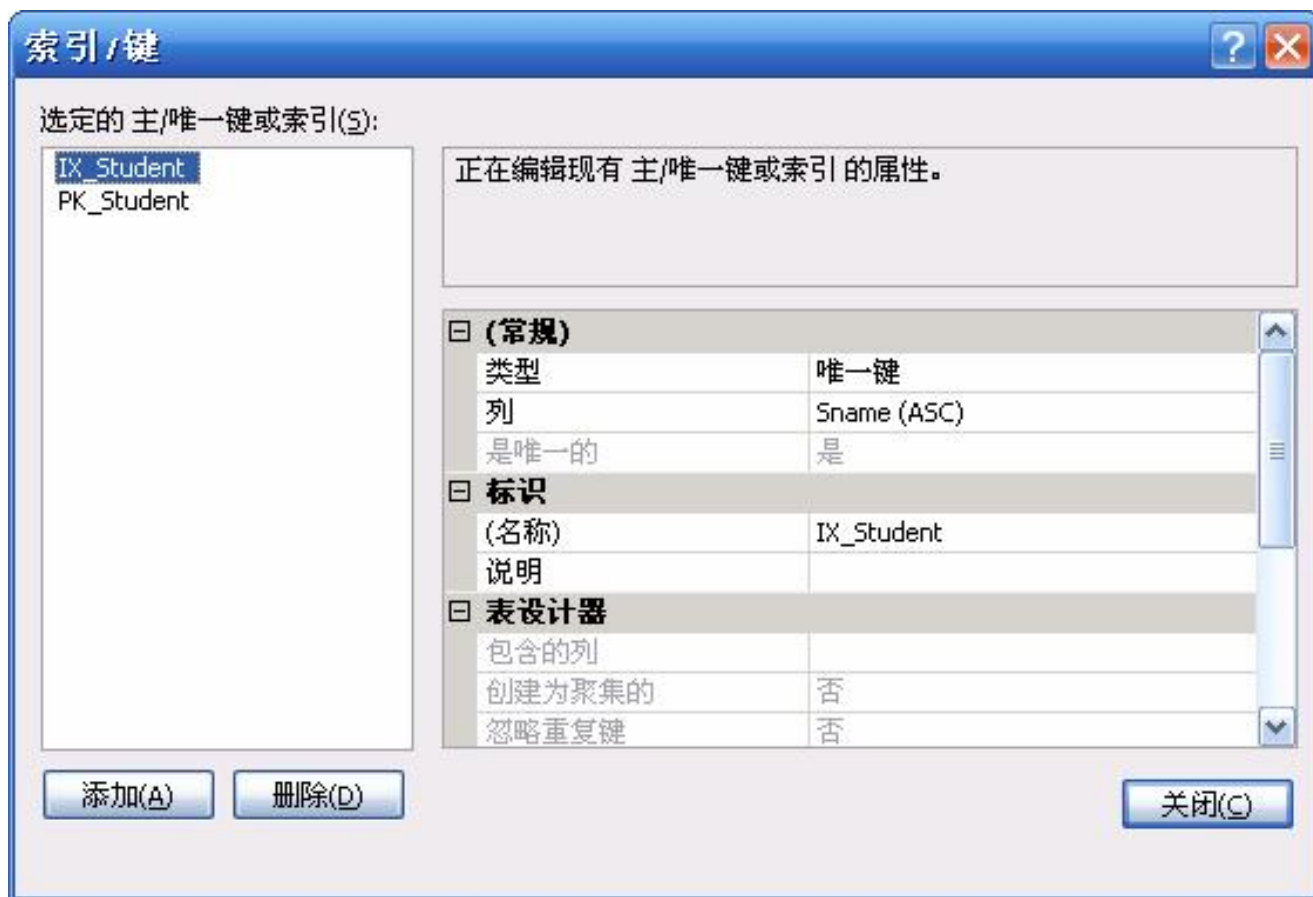 索引/键
选定的 主/唯一键或索引(S):
IX_Student
PK_Student
正在编辑现有 主/唯一键或索引 的属性。
(常规)
类型 唯一键
列 Sname (ASC)
是唯一的 是
标识
(名称) IX_Student
说明
表设计器
包含的列
创建为聚集的 否
忽略重复键 否
添加(A) 删除(D)
关闭(C)